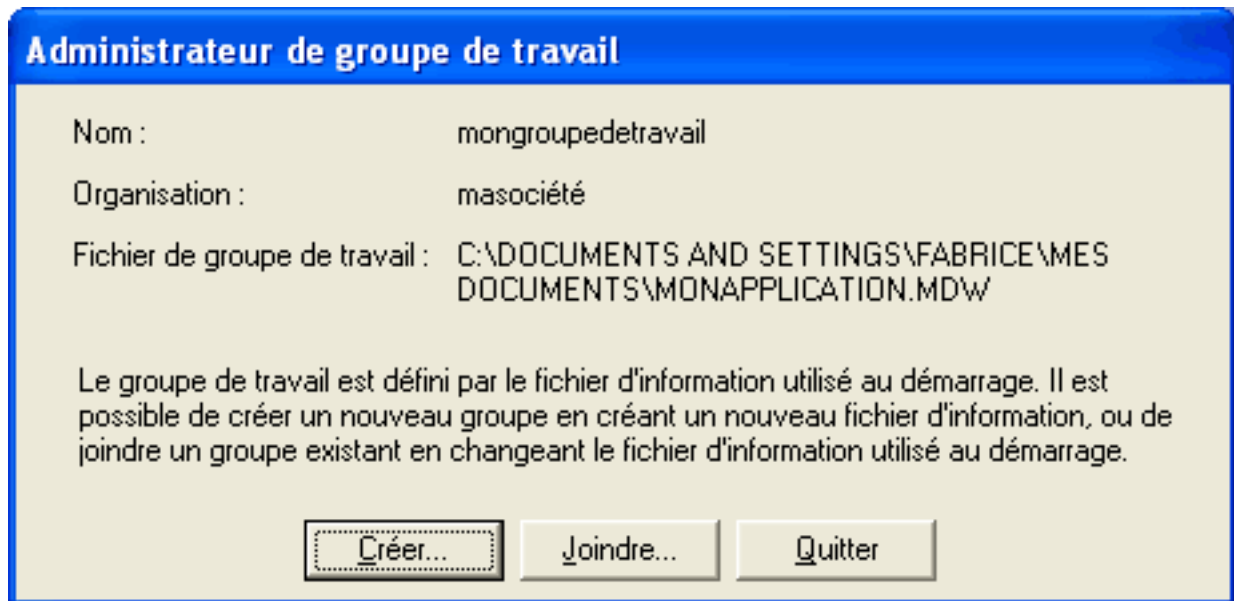 Administrateur de groupe de travail
Nom : mongroupedetravail
Organisation : masociété
Fichier de groupe de travail : C:\DOCUMENTS AND SETTINGS\FABRICE\MES
DOCUMENTS\MONAPPLICATION.MDW
Le groupe de travail est défini par le fichier d'information utilisé au démarrage. Il est
possible de créer un nouveau groupe en créant un nouveau fichier d'information, ou de
joindre un groupe existant en changeant le fichier d'information utilisé au démarrage.
Créer... Joindre... Quitter